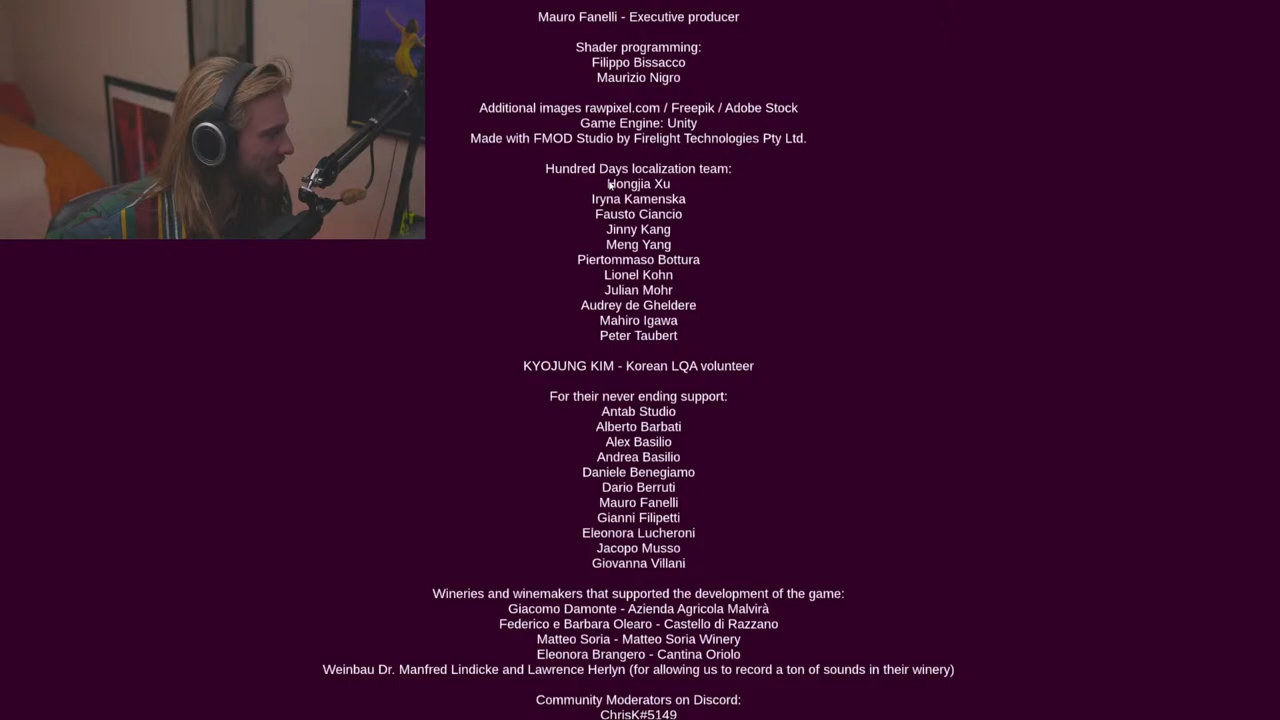 Mauro Fanelli - Executive producer
Shader programming:
Filippo Bissacco
Maurizio Nigro
Additional images rawpixel.com / Freepik / Adobe Stock
Game Engine: Unity
Made with FMOD Studio by Firelight Technologies Pty Ltd.
Hundred Days localization team:
Hongjia Xu
Iryna Kamenska
Fausto Ciancio
Jinny Kang
Meng Yang
Piertommaso Bottura
Lionel Kohn
Julian Mohr
Audrey de Gheldere
Mahiro Igawa
Peter Taubert
KYOJUNG KIM - Korean LQA volunteer
For their never ending support:
Antab Studio
Alberto Barbati
Alex Basilio
Andrea Basilio
Daniele Benegiamo
Dario Berruti
Mauro Fanelli
Gianni Filipetti
Eleonora Lucheroni
Jacopo Musso
Giovanna Villani
Wineries and winemakers that supported the development of the game:
Giacomo Damonte - Azienda Agricola Malvirà
Federico e Barbara Olearo - Castello di Razzano
Matteo Soria - Matteo Soria Winery
Eleonora Brangero - Cantina Oriolo
Weinbau Dr. Manfred Lindicke and Lawrence Herlyn (for allowing us to record a ton of sounds in their winery)
Community Moderators on Discord:
ChrisK#5149